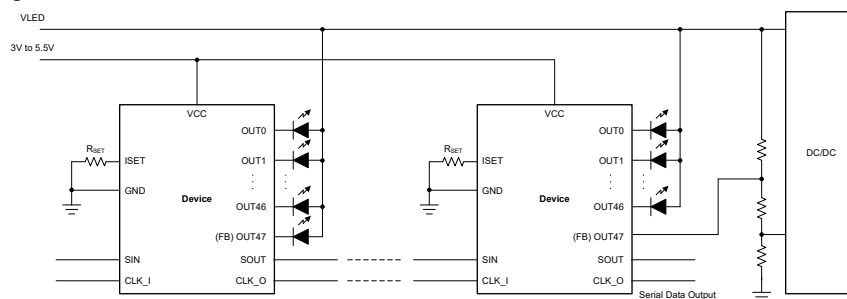 VLED
3V to 5.5V
VCC
OUT0
RSET
ISET
OUT1
GND
Device
OUT46
(FB) OUT47
SIN
SOUT
CLK_I
CLK_O
VCC
OUT0
RSET
ISET
OUT1
GND
Device
OUT46
(FB) OUT47
SIN
SOUT
CLK_I
CLK_O
Serial Data Output
DC/DC